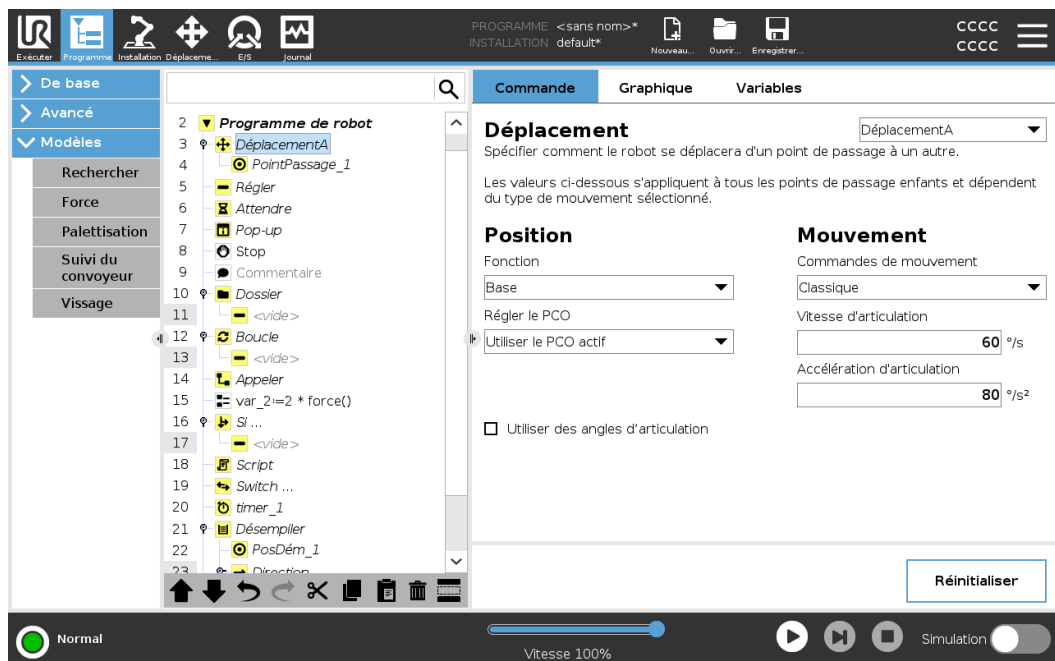 PROGRAMME <sans nom>*
INSTALLATION default*
cccc
cccc
UR
Exécuter
Programme
Installation
Déplaceme...
E/S
Journal
Nouveau...
Ouvrir...
Enregistrer...
De base
Avancé
Modèles
Rechercher
Force
Palettisation
Suivi du
convoyeur
Vissage
2 Programme de robot
3 DéplacementA
4 PointPassage_1
5 Régler
6 Attendre
7 Pop-up
8 Stop
9 Commentaire
10 Dossier
11 <vide>
12 Boucle
13 <vide>
14 Appeler
15 var_2:=2 * force()
16 Si ...
17 <vide>
18 Script
19 Switch ...
20 timer_1
21 Désempiler
22 PosDém_1
23 Direction
Commande
Graphique
Variables
Déplacement
DéplacementA
Spécifier comment le robot se déplacera d'un point de passage à un autre.
Les valeurs ci-dessous s'appliquent à tous les points de passage enfants et dépendent
du type de mouvement sélectionné.
Position
Fonction
Base
Régler le PCO
Utiliser le PCO actif
Utiliser des angles d’articulation
Mouvement
Commandes de mouvement
Classique
Vitesse d'articulation
60 °/s
Accélération d'articulation
80 °/s²
Réinitialiser
Normal
Vitesse 100%
Simulation